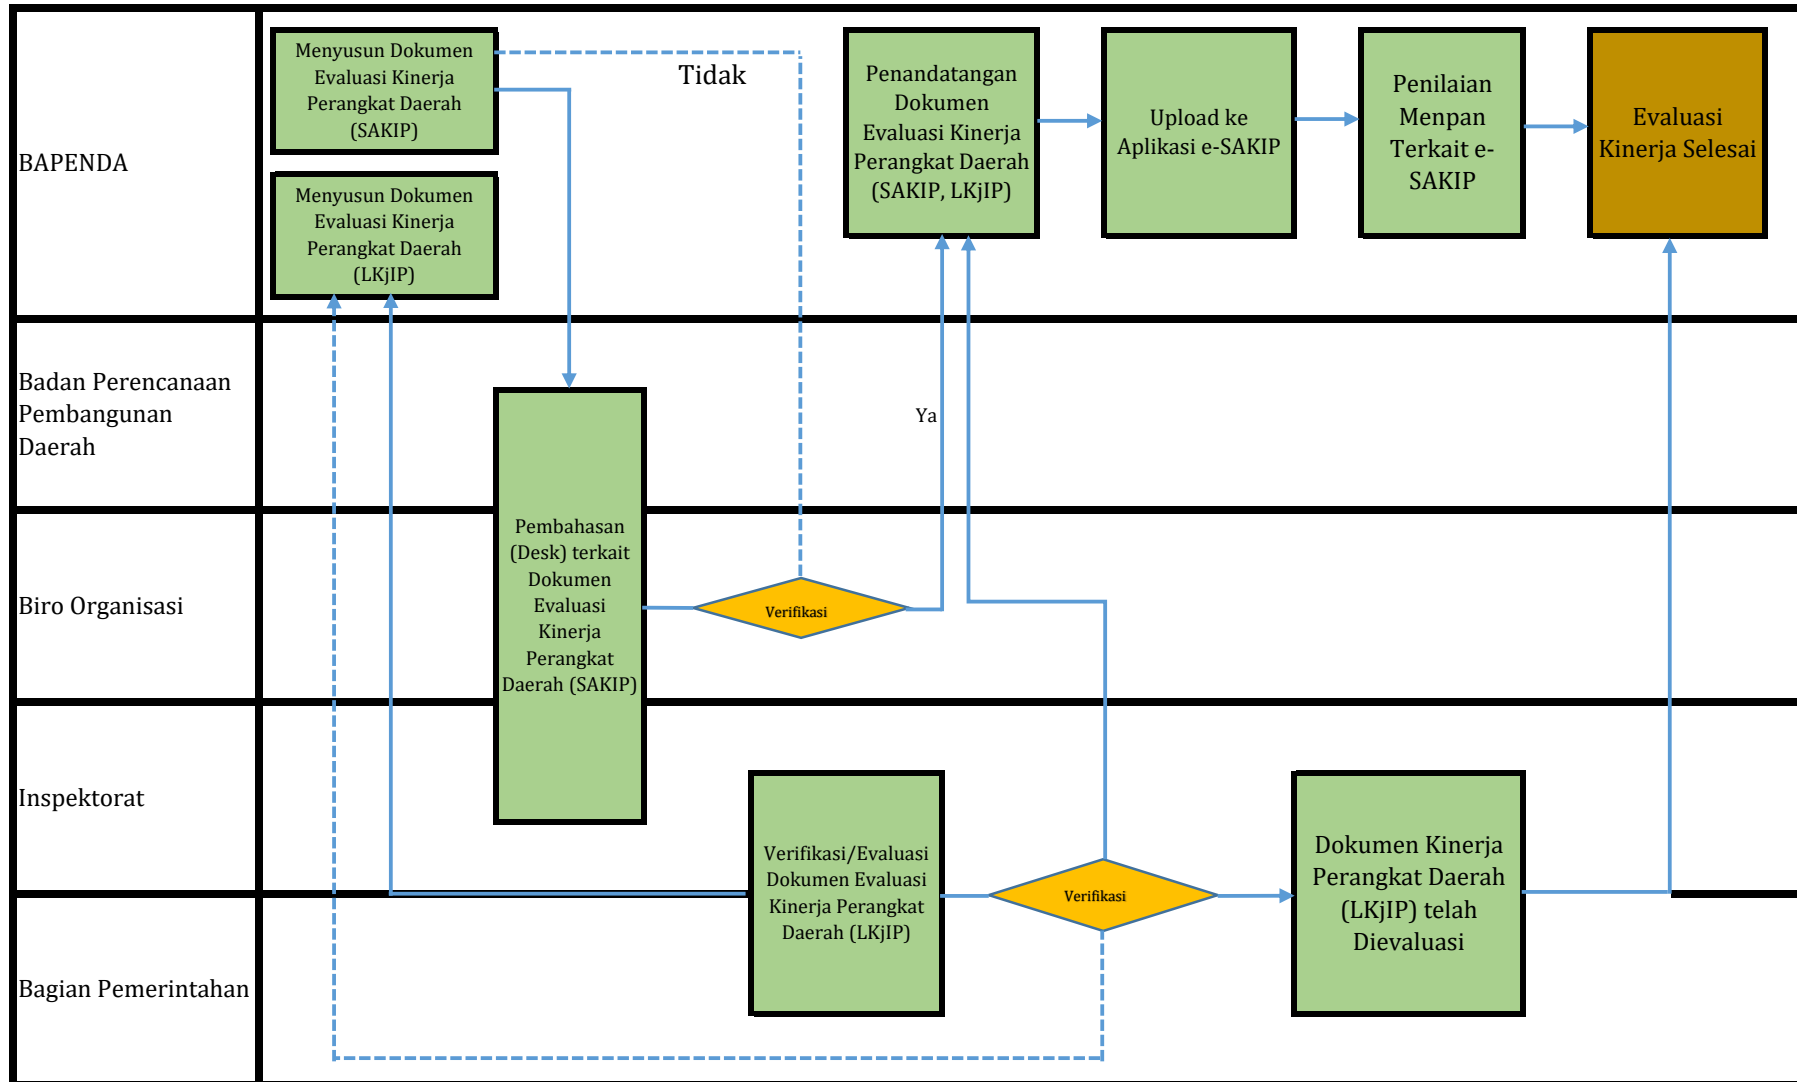 BAPENDA
Menyusun Dokumen
Evaluasi Kinerja
Perangkat Daerah
(SAKIP)
Tidak
Menyusun Dokumen
Evaluasi Kinerja
Perangkat Daerah
(LKjIP)
Penandatangan
Dokumen
Evaluasi Kinerja
Perangkat Daerah
(SAKIP, LKjIP)
Upload ke
Aplikasi e-SAKIP
Penilaian
Menpan
Terkait e-
SAKIP
Evaluasi
Kinerja Selesai
Badan Perencanaan
Pembangunan
Daerah
Ya
Biro Organisasi
Pembahasan
(Desk) terkait
Dokumen
Evaluasi
Kinerja
Perangkat
Daerah (SAKIP)
Verifikasi
Inspektorat
Verifikasi/Evaluasi
Dokumen Evaluasi
Kinerja Perangkat
Daerah (LKjIP)
Verifikasi
Dokumen Kinerja
Perangkat Daerah
(LKjIP) telah
Dievaluasi
Bagian Pemerintahan